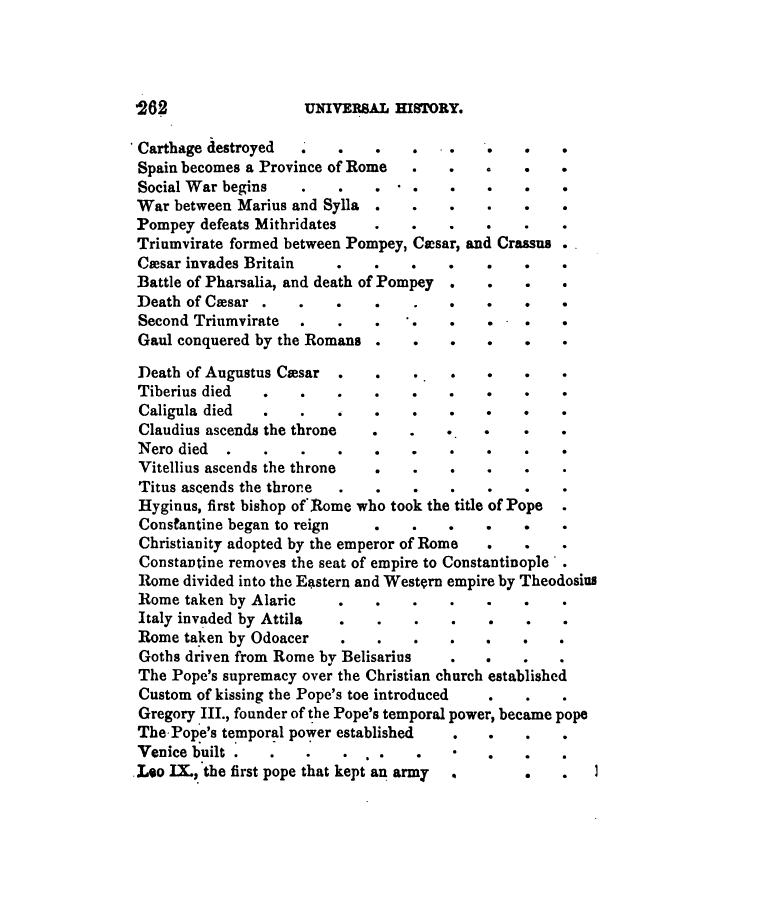 262 UNIVERSAL HISTORY.
Carthage destroyed . . . . . . . .
Spain becomes a Province of Rome . . . . .
Social War begins . . . . . . . .
War between Marius and Sylla . . . . . .
Pompey defeats Mithridates . . . . . .
Triumvirate formed between Pompey, Cæsar, and Crassus .
Cæsar invades Britain . . . . . . .
Battle of Pharsalia, and death of Pompey . . . .
Death of Cæsar . . . . . . . . .
Second Triumvirate . . . . . . . .
Gaul conquered by the Romans . . . . . .
Death of Augustus Cæsar . . . . . . .
Tiberius died . . . . . . . . .
Caligula died . . . . . . . . .
Claudius ascends the throne . . . . . .
Nero died . . . . . . . . . .
Vitellius ascends the throne . . . . . .
Titus ascends the throne . . . . . . .
Hyginus, first bishop of Rome who took the title of Pope .
Constantine began to reign . . . . . .
Christianity adopted by the emperor of Rome . . .
Constantine removes the seat of empire to Constantinople .
Rome divided into the Eastern and Western empire by Theodosius
Rome taken by Alaric . . . . . . .
Italy invaded by Attila . . . . . . .
Rome taken by Odoacer . . . . . . .
Goths driven from Rome by Belisarius . . . .
The Pope's supremacy over the Christian church established
Custom of kissing the Pope's toe introduced . . .
Gregory III., founder of the Pope's temporal power, became pope
The Pope's temporal power established . . . .
Venice built . . . . . . . . . .
Leo IX., the first pope that kept an army . . .